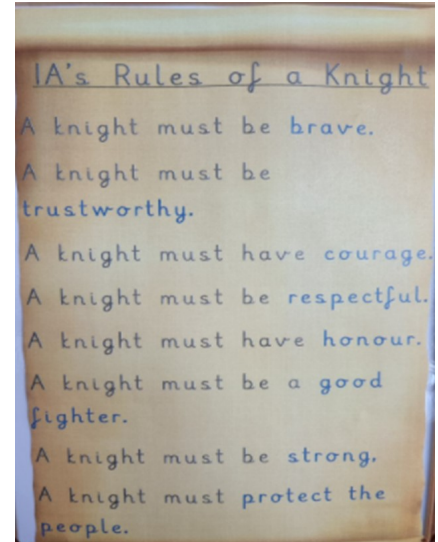 IA's Rules of a Knight
A knight must be brave.
A knight must be
trustworthy.
A knight must have courage.
A knight must be respectful.
A knight must have honour.
A knight must be a good
fighter.
A knight must be strong.
A knight must protect the
people.